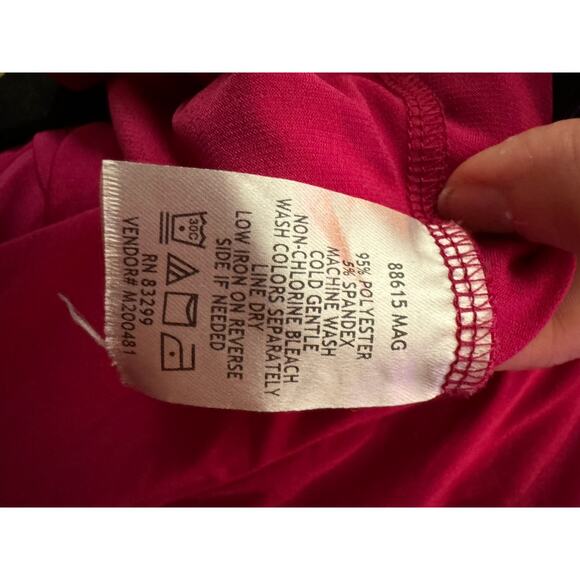 88615 MAG
95% POLYESTER
5% SPANDEX
MACHINE WASH
COLD GENTLE
NON-CHLORINE BLEACH
WASH COLORS SEPARATELY
LINE DRY
LOW IRON ON REVERSE
SIDE IF NEEDED
30C
RN 83299
VENDOR# M200481